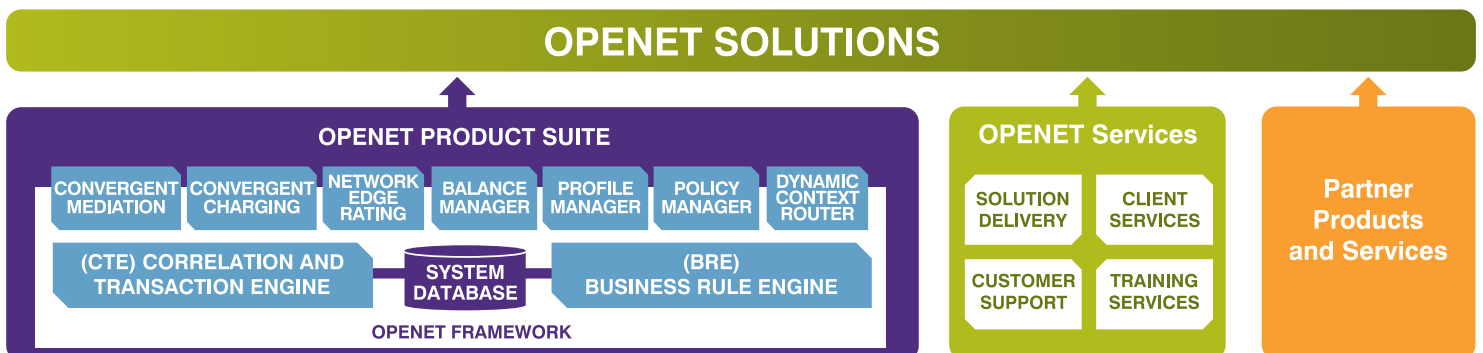 OPENET SOLUTIONS
OPENET PRODUCT SUITE
CONVERGENT
MEDIATION
CONVERGENT
CHARGING
NETWORK
EDGE
RATING
BALANCE
MANAGER
PROFILE
MANAGER
POLICY
MANAGER
DYNAMIC
CONTEXT
ROUTER
(CTE) CORRELATION AND
TRANSACTION ENGINE
SYSTEM
DATABASE
(BRE)
BUSINESS RULE ENGINE
OPENET FRAMEWORK
OPENET Services
SOLUTION
DELIVERY
CLIENT
SERVICES
CUSTOMER
SUPPORT
TRAINING
SERVICES
Partner
Products
and Services